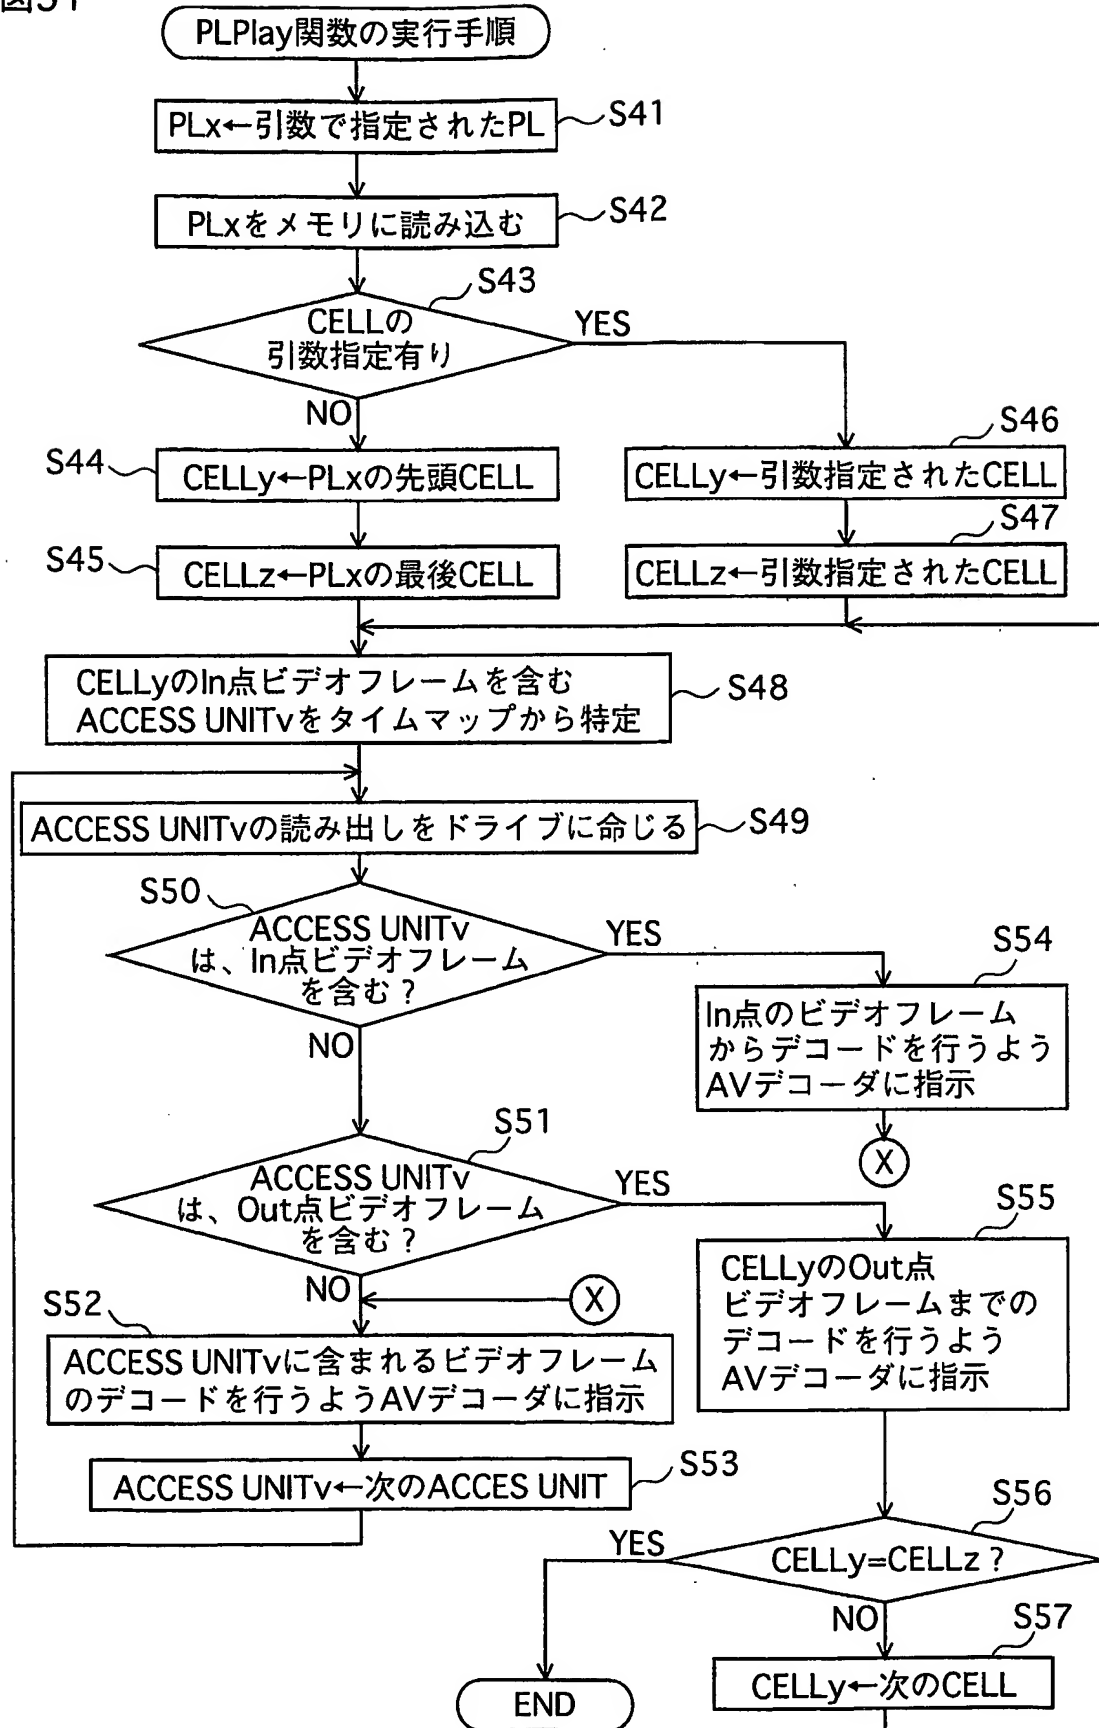 図51
PLPlay関数の実行手順
PLx←引数で指定されたPL
S41
PLxをメモリに読み込む
S42
S43
CELLの
引数指定有り
YES
NO
S44
CELLy←PLxの先頭CELL
S46
CELLy←引数指定されたCELL
S45
CELLz←PLxの最後CELL
S47
CELLz←引数指定されたCELL
CELLyのIn点ビデオフレームを含む
ACCESS UNITvをタイムマップから特定
S48
ACCESS UNITvの読み出しをドライブに命じる
S49
S50
ACCESS UNITv
は、In点ビデオフレーム
を含む?
YES
NO
S54
In点のビデオフレーム
からデコードを行うよう
AVデコーダに指示
X
S51
ACCESS UNITv
は、Out点ビデオフレーム
を含む?
YES
NO
X
S55
CELLyのOut点
ビデオフレームまでの
デコードを行うよう
AVデコーダに指示
S52
ACCESS UNITvに含まれるビデオフレーム
のデコードを行うようAVデコーダに指示
ACCESS UNITv←次のACCES UNIT
S53
S56
CELLy=CELLz?
YES
NO
S57
CELLy←次のCELL
END